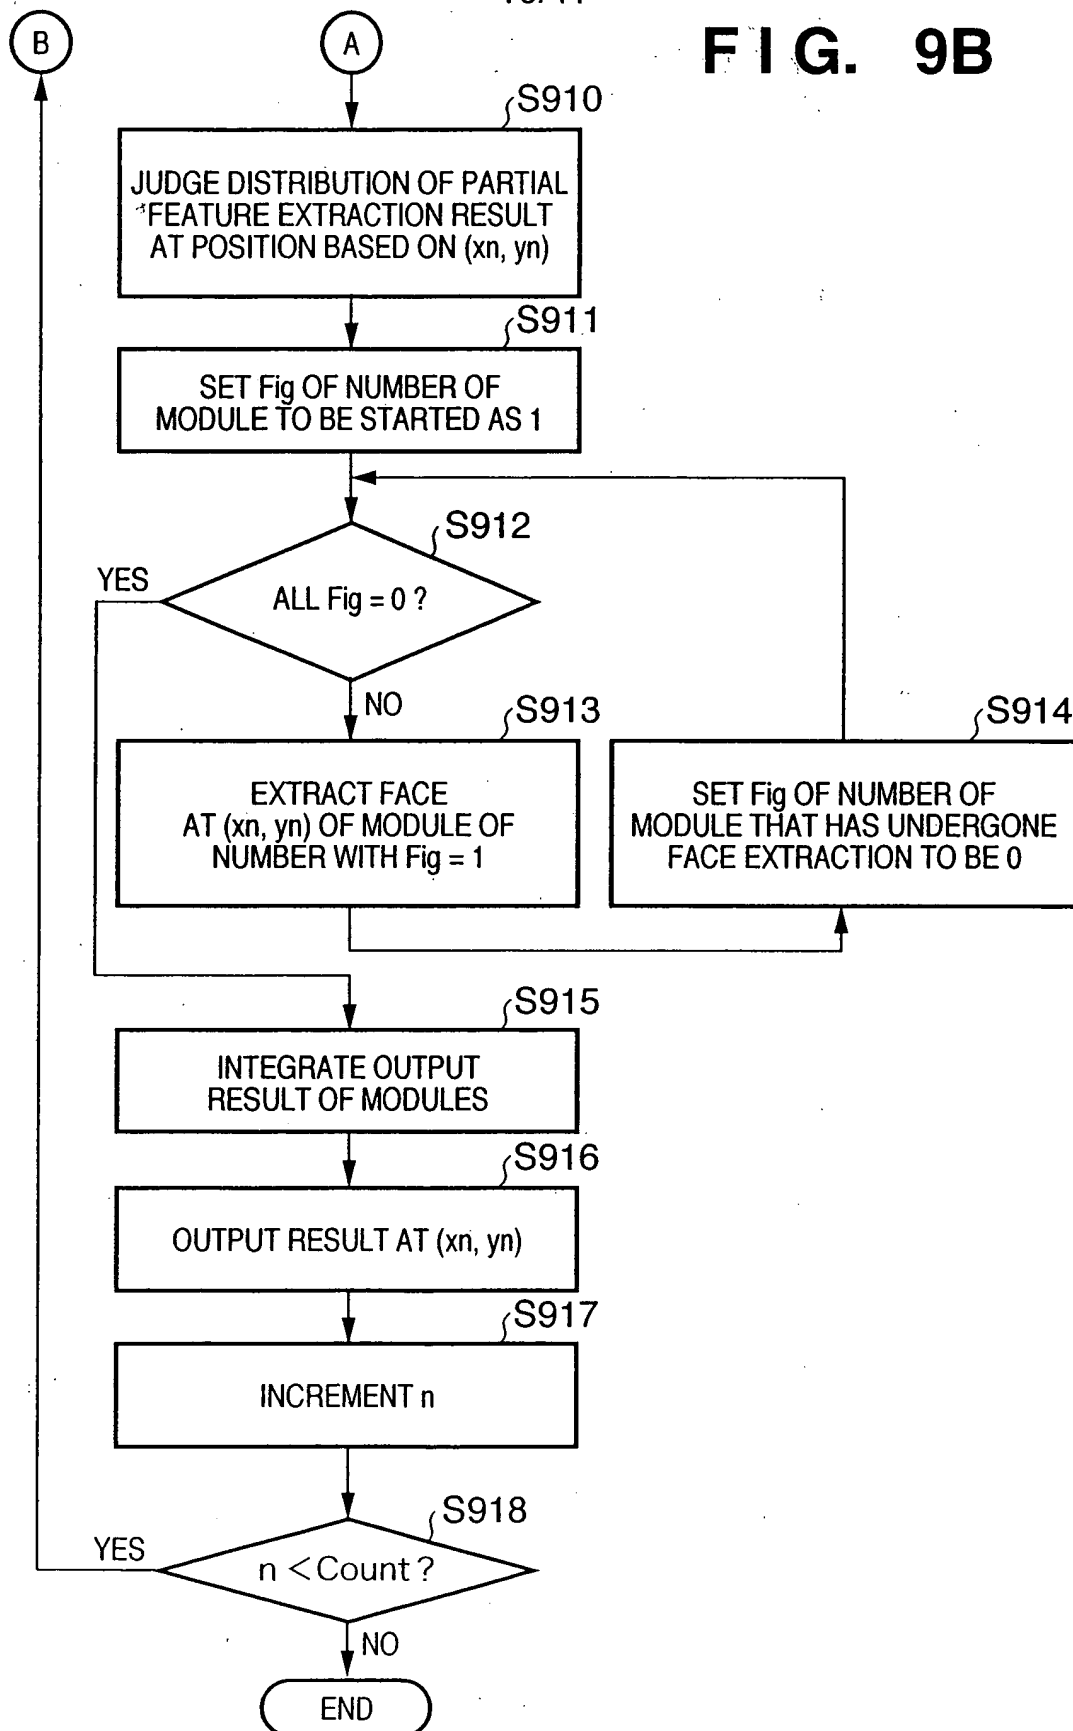 B
A
FIG. 9B
S910
JUDGE DISTRIBUTION OF PARTIAL
FEATURE EXTRACTION RESULT
AT POSITION BASED ON (xn, yn)
S911
SET Fig OF NUMBER OF
MODULE TO BE STARTED AS 1
S912
YES
ALL Fig = 0 ?
NO
S913
EXTRACT FACE
AT (xn, yn) OF MODULE OF
NUMBER WITH Fig = 1
S914
SET Fig OF NUMBER OF
MODULE THAT HAS UNDERGONE
FACE EXTRACTION TO BE 0
S915
INTEGRATE OUTPUT
RESULT OF MODULES
S916
OUTPUT RESULT AT (xn, yn)
S917
INCREMENT n
S918
YES
n < Count ?
NO
END